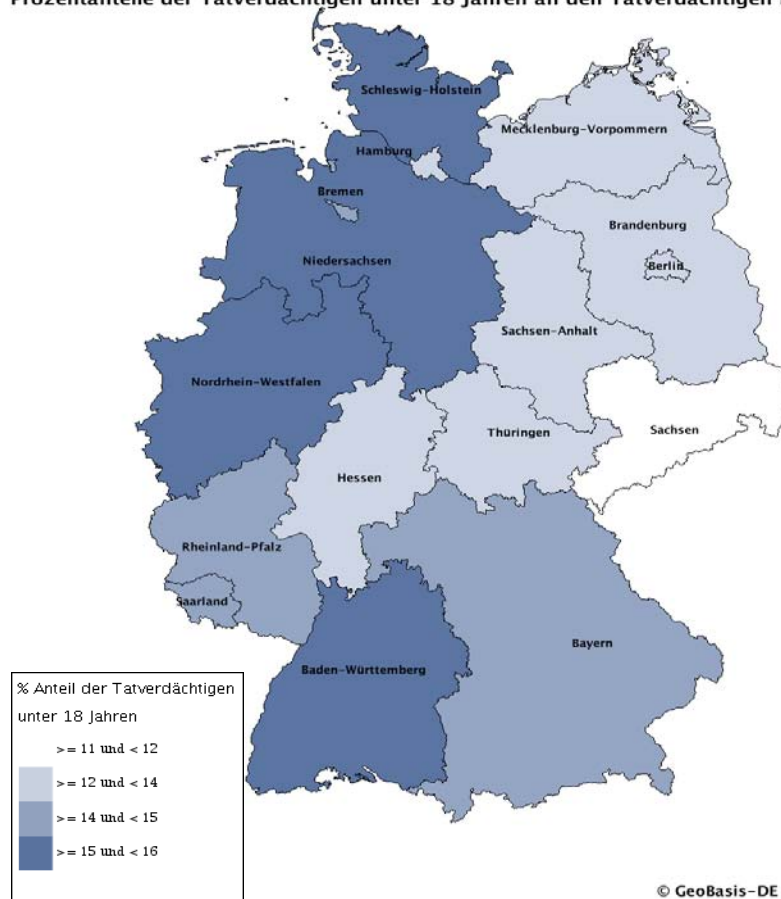 Prozentanteile der Tatverdächtigen unter 18 Jahren an den Tatverdächtigen
Schleswig-Holstein
Mecklenburg-Vorpommern
Hamburg
Bremen
Brandenburg
Niedersachsen
Berlin
Sachsen-Anhalt
Nordrhein-Westfalen
Sachsen
Thüringen
Hessen
Rheinland-Pfalz
Saarland
Bayern
Baden-Württemberg
% Anteil der Tatverdächtigen
unter 18 Jahren
>= 11 und < 12
>= 12 und < 14
>= 14 und < 15
>= 15 und < 16
© GeoBasis-DE